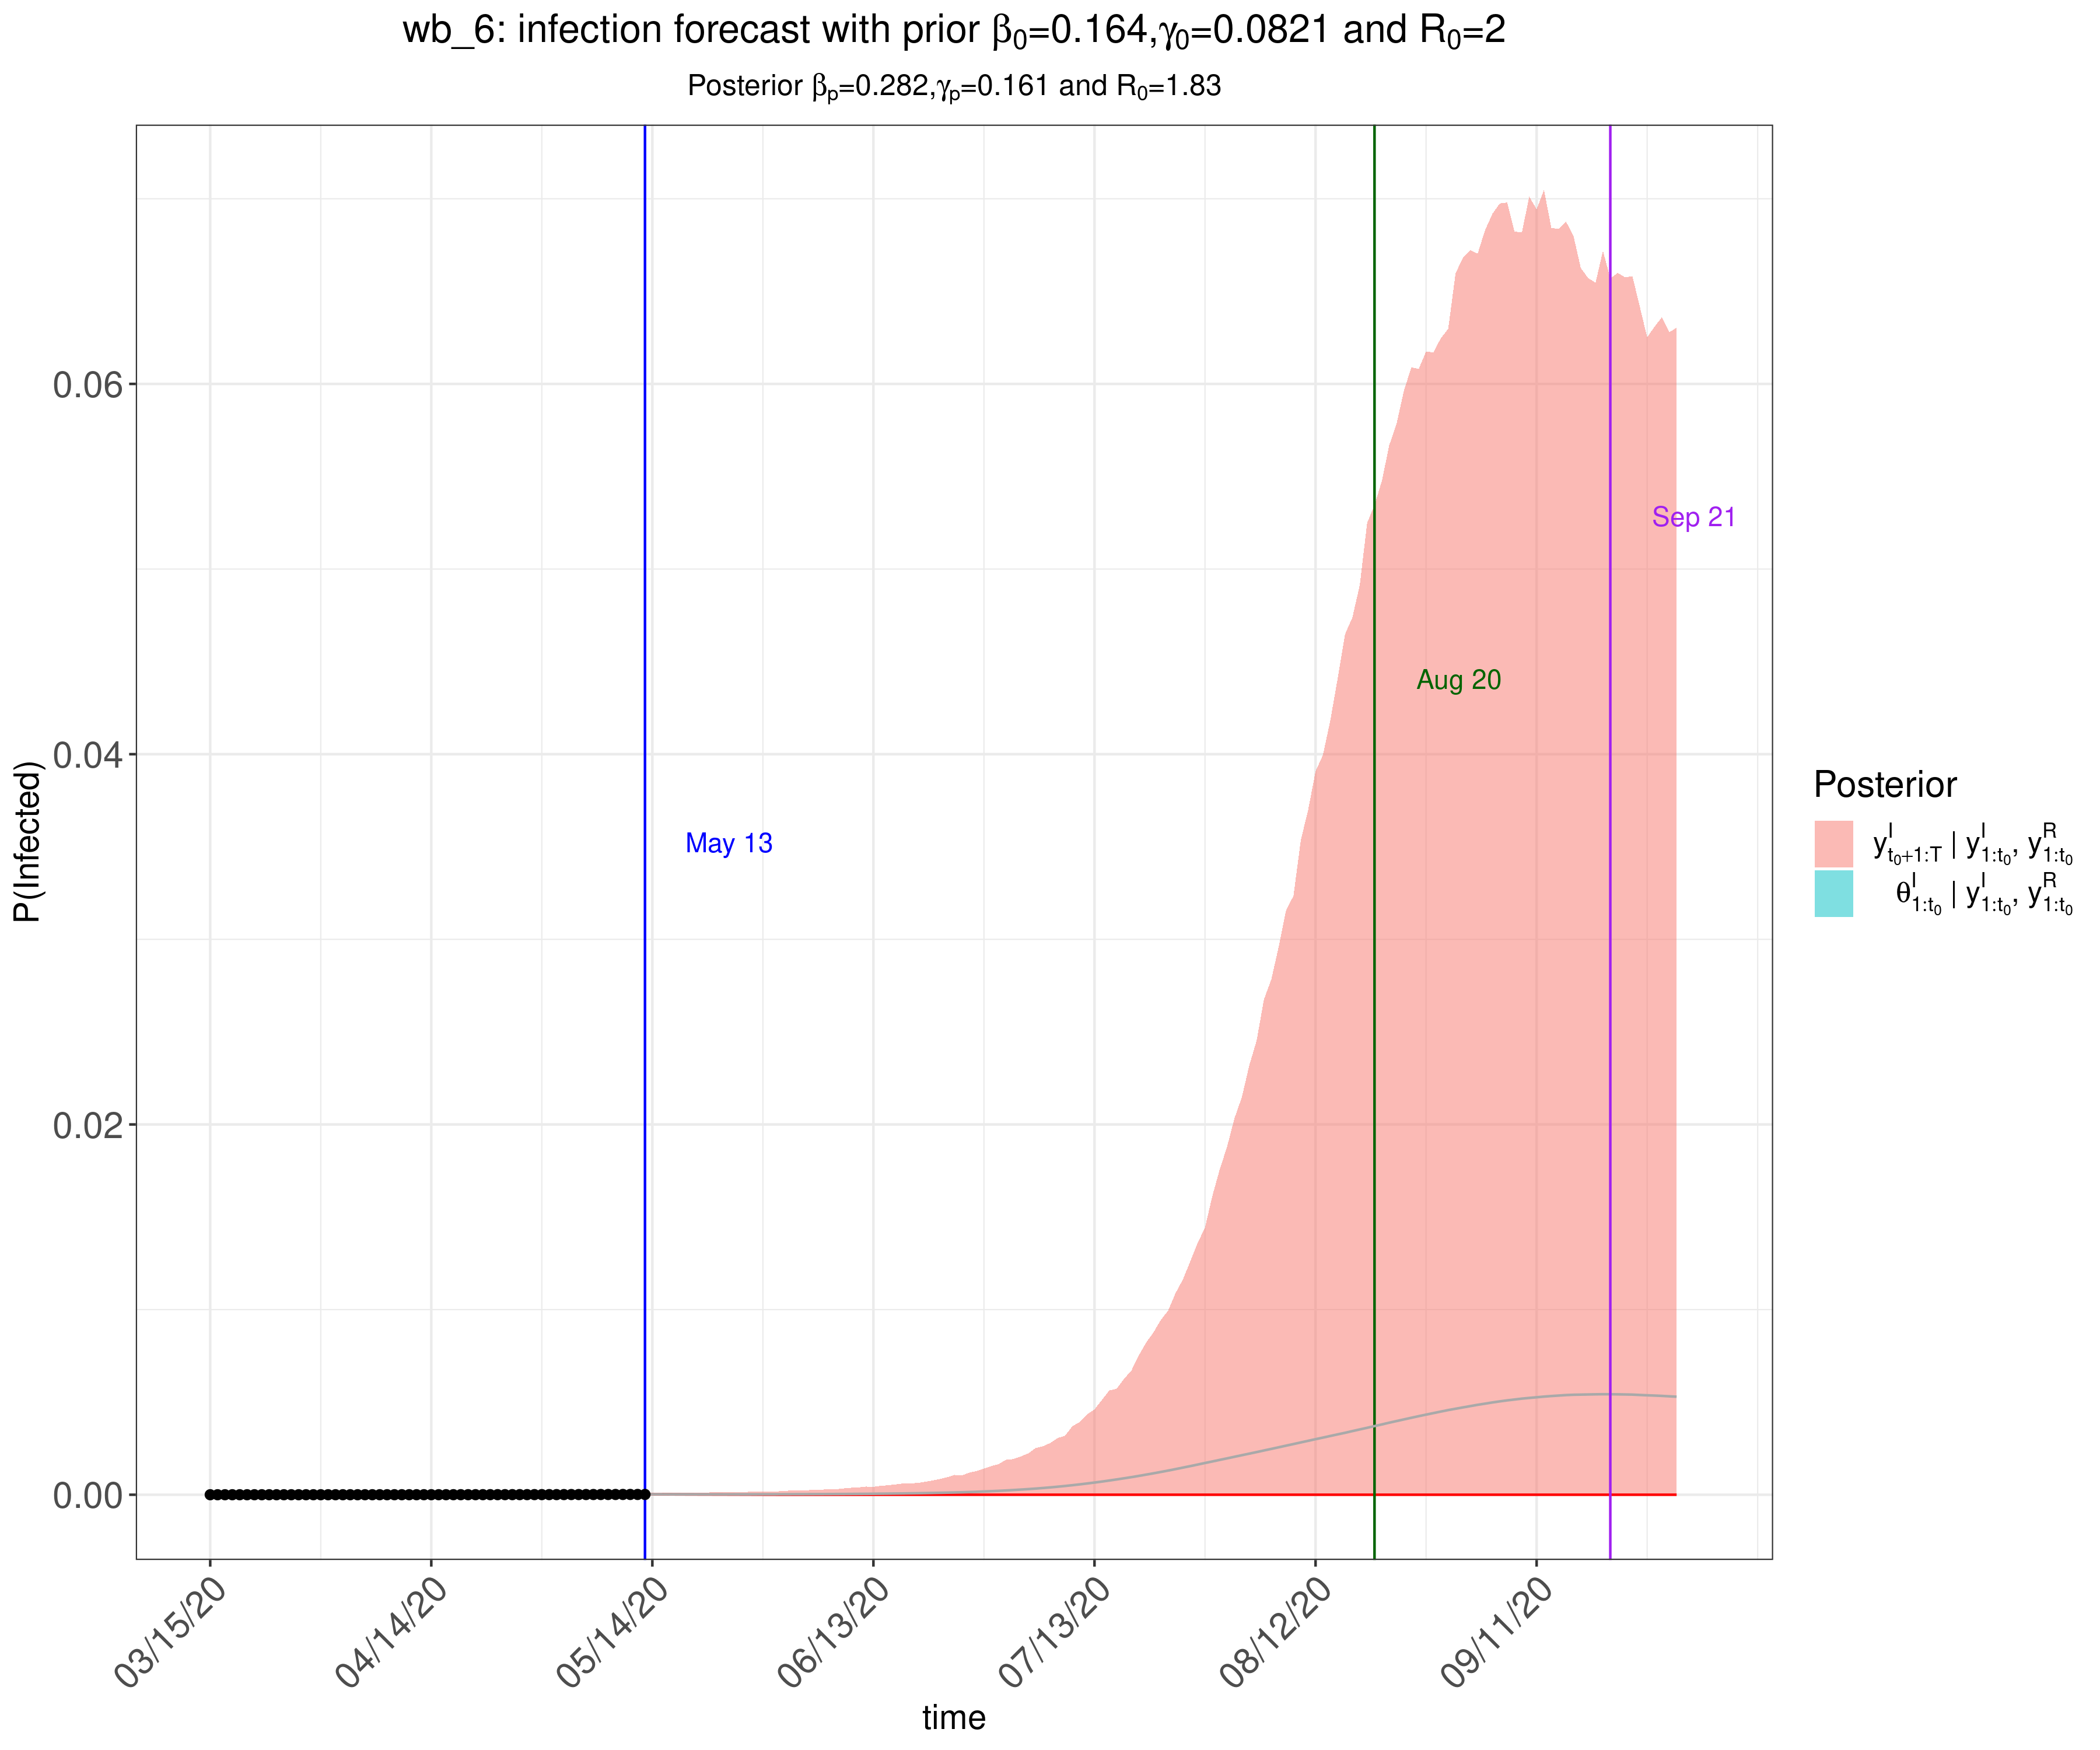 wb_6: infection forecast with prior β₀=0.164,γ₀=0.0821 and R₀=2
Posterior βₚ=0.282,γₚ=0.161 and R₀=1.83
P(Infected)
0.06
0.04
0.02
0.00
May 13
Aug 20
Sep 21
03/15/20
04/14/20
05/14/20
06/13/20
07/13/20
08/12/20
09/11/20
time
Posterior
y^I_{t₀+1:T} | y^I_{1:t₀}, y^R_{1:t₀}
θ^I_{1:t₀} | y^I_{1:t₀}, y^R_{1:t₀}